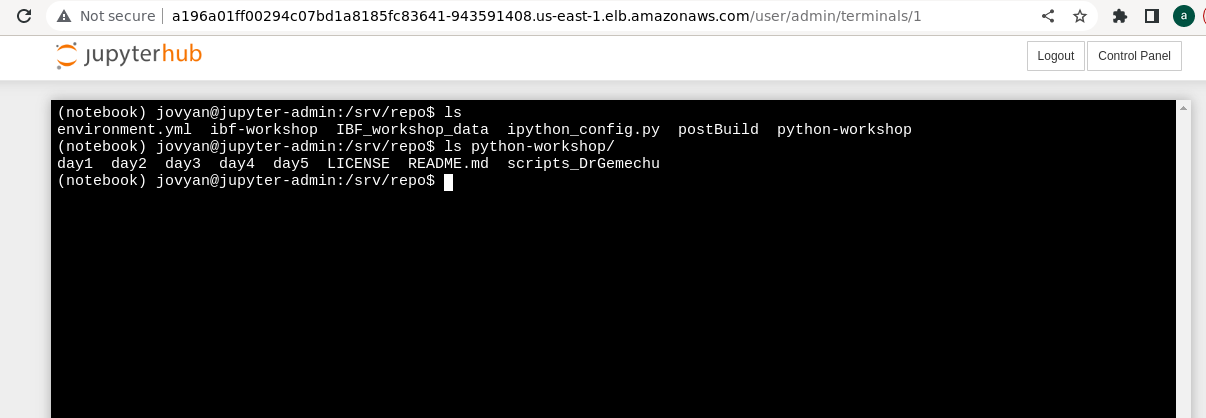 Not secure a196a01ff00294c07bd1a8185fc83641-943591408.us-east-1.elb.amazonaws.com/user/admin/terminals/1 a
jupyterhub Logout Control Panel
(notebook) jovyan@jupyter-admin:/srv/repo$ ls
environment.yml ibf-workshop IBF_workshop_data ipython_config.py postBuild python-workshop
(notebook) jovyan@jupyter-admin:/srv/repo$ ls python-workshop/
day1 day2 day3 day4 day5 LICENSE README.md scripts_DrGemechu
(notebook) jovyan@jupyter-admin:/srv/repo$